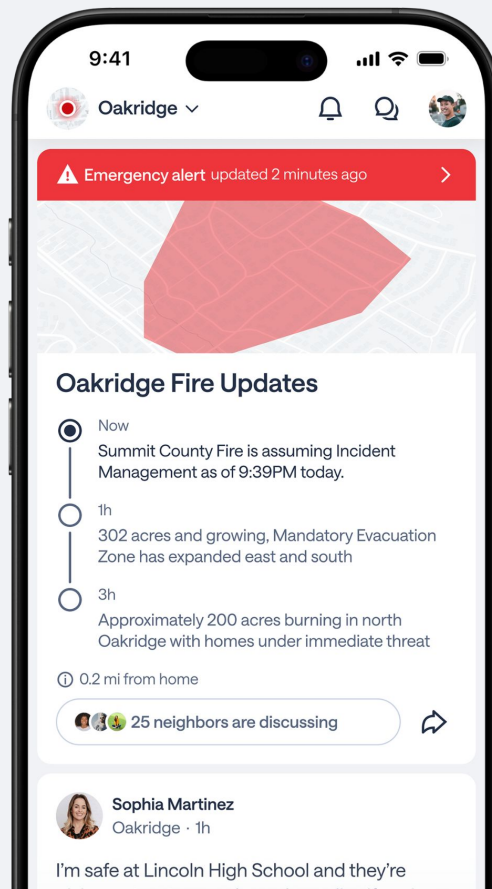 9:41
Oakridge
Emergency alert updated 2 minutes ago
Oakridge Fire Updates
Now
Summit County Fire is assuming Incident
Management as of 9:39PM today.
1h
302 acres and growing, Mandatory Evacuation
Zone has expanded east and south
3h
Approximately 200 acres burning in north
Oakridge with homes under immediate threat
0.2 mi from home
25 neighbors are discussing
Sophia Martinez
Oakridge · 1h
I'm safe at Lincoln High School and they're